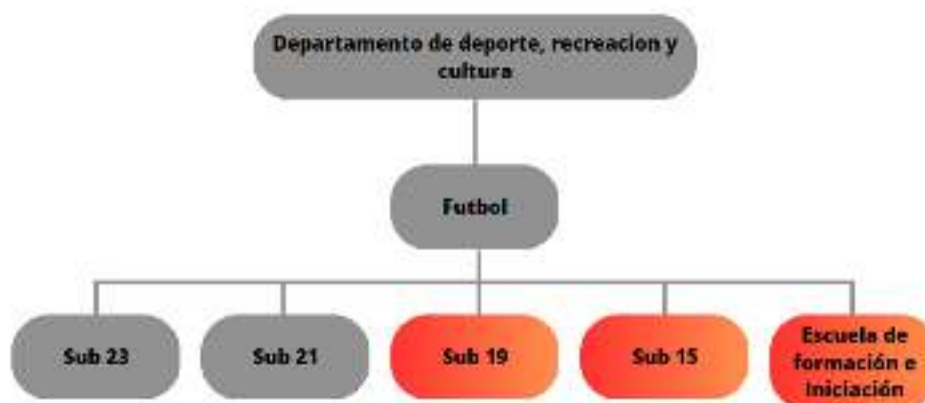 Departamento de deporte, recreacion y
cultura
Futbol
Sub 23
Sub 21
Sub 19
Sub 15
Escuela de
formación e
Iniciación